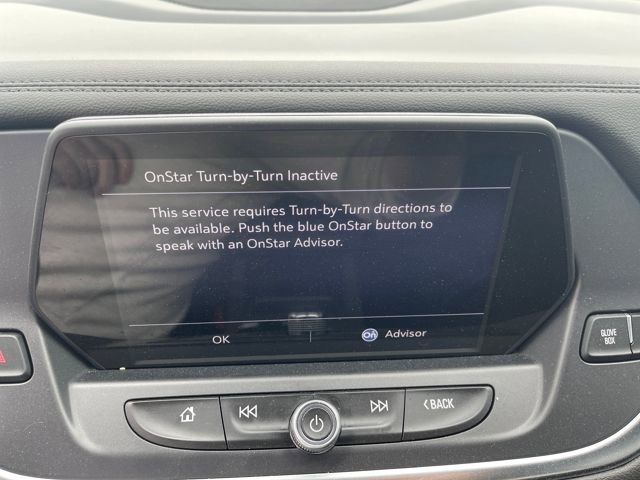 OnStar Turn-by-Turn Inactive
This service requires Turn-by-Turn directions to
be available. Push the blue OnStar button to
speak with an OnStar Advisor.
OK
On Advisor
GLOVE
BOX
BACK